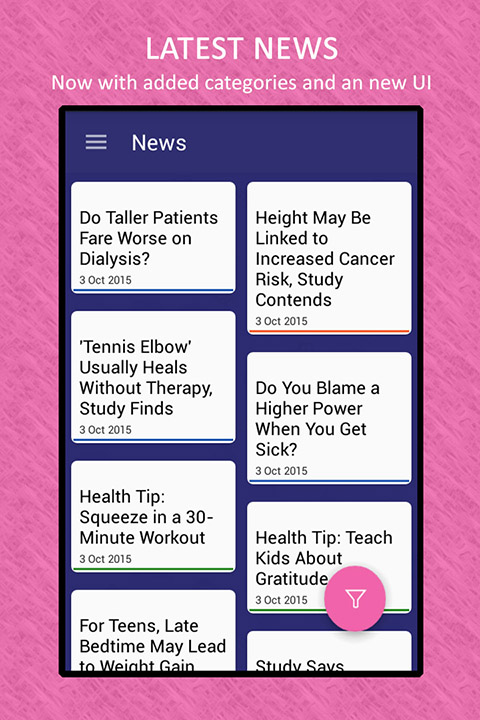 LATEST NEWS
Now with added categories and an new UI
News
Do Taller Patients
Fare Worse on
Dialysis?
3 Oct 2015
'Tennis Elbow'
Usually Heals
Without Therapy,
Study Finds
3 Oct 2015
Health Tip:
Squeeze in a 30-
Minute Workout
3 Oct 2015
For Teens, Late
Bedtime May Lead
to Weight Gain
Height May Be
Linked to
Increased Cancer
Risk, Study
Contends
3 Oct 2015
Do You Blame a
Higher Power
When You Get
Sick?
3 Oct 2015
Health Tip: Teach
Kids About
Gratitude
3 Oct 2015
Study Says